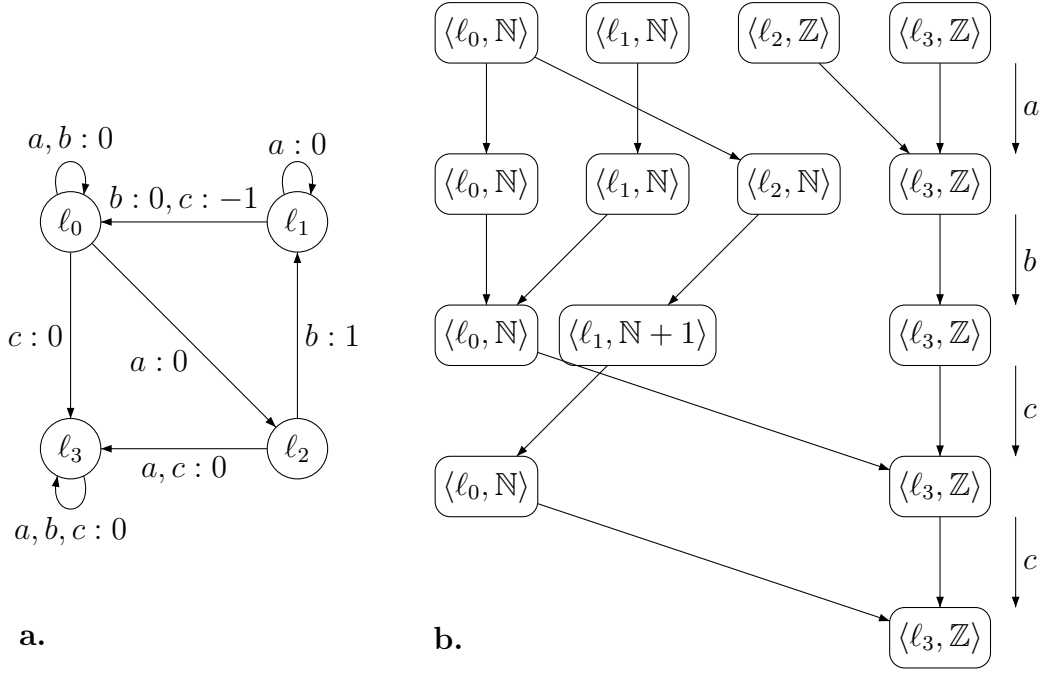 a, b : 0
a : 0
ℓ₀
b : 0, c : −1
ℓ₁
c : 0
a : 0
b : 1
ℓ₃
a, c : 0
ℓ₂
a, b, c : 0
a.
⟨ℓ₀, ℕ⟩ ⟨ℓ₁, ℕ⟩ ⟨ℓ₂, ℤ⟩ ⟨ℓ₃, ℤ⟩
a
⟨ℓ₀, ℕ⟩ ⟨ℓ₁, ℕ⟩ ⟨ℓ₂, ℕ⟩ ⟨ℓ₃, ℤ⟩
b
⟨ℓ₀, ℕ⟩ ⟨ℓ₁, ℕ + 1⟩ ⟨ℓ₃, ℤ⟩
c
⟨ℓ₀, ℕ⟩ ⟨ℓ₃, ℤ⟩
c
⟨ℓ₃, ℤ⟩
b.